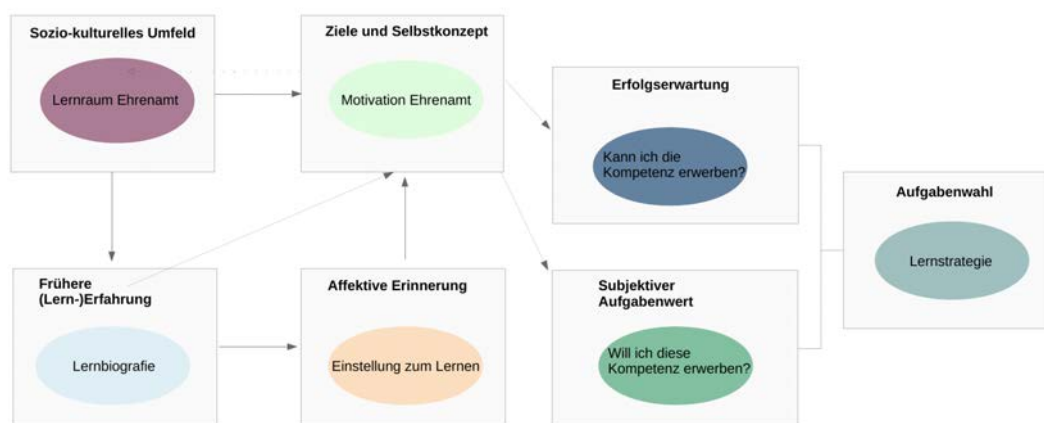 Sozio-kulturelles Umfeld
Lernraum Ehrenamt
Ziele und Selbstkonzept
Motivation Ehrenamt
Erfolgserwartung
Kann ich die
Kompetenz erwerben?
Aufgabenwahl
Lernstrategie
Frühere
(Lern-)Erfahrung
Lernbiografie
Affektive Erinnerung
Einstellung zum Lernen
Subjektiver
Aufgabenwert
Will ich diese
Kompetenz erwerben?